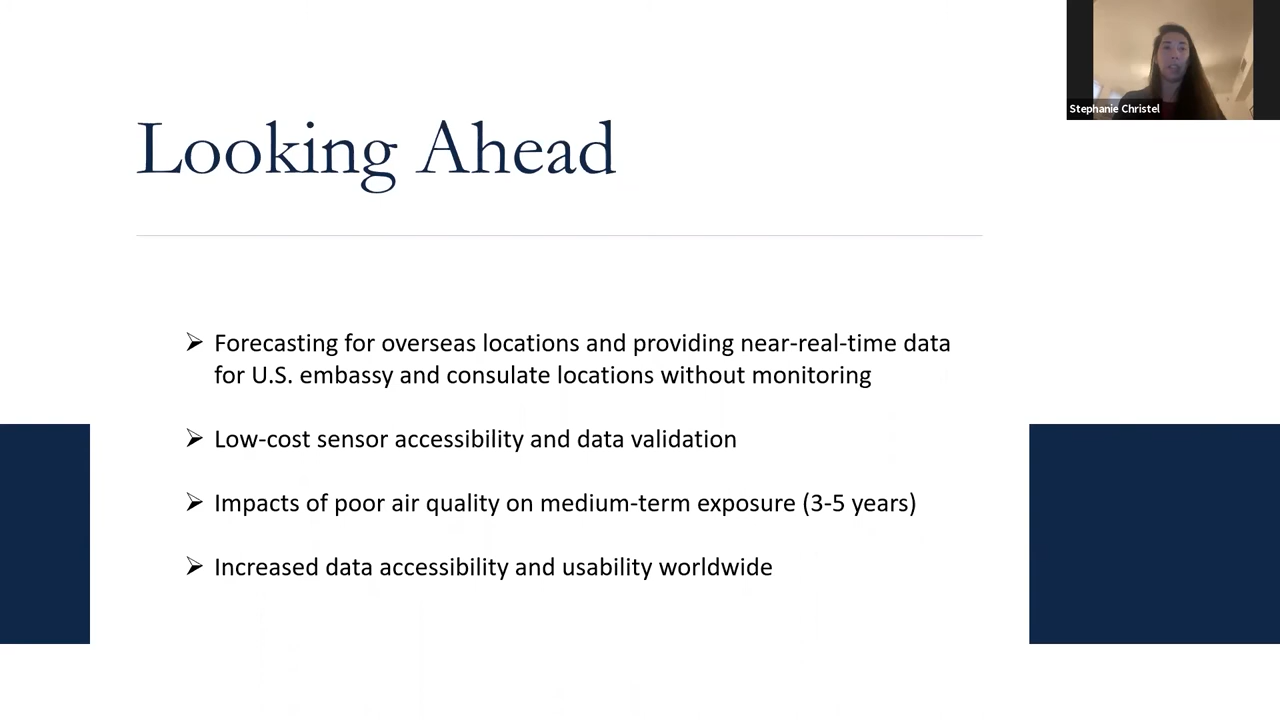 Stephanie Christel
Looking Ahead
➢ Forecasting for overseas locations and providing near-real-time data
for U.S. embassy and consulate locations without monitoring
➢ Low-cost sensor accessibility and data validation
➢ Impacts of poor air quality on medium-term exposure (3-5 years)
➢ Increased data accessibility and usability worldwide